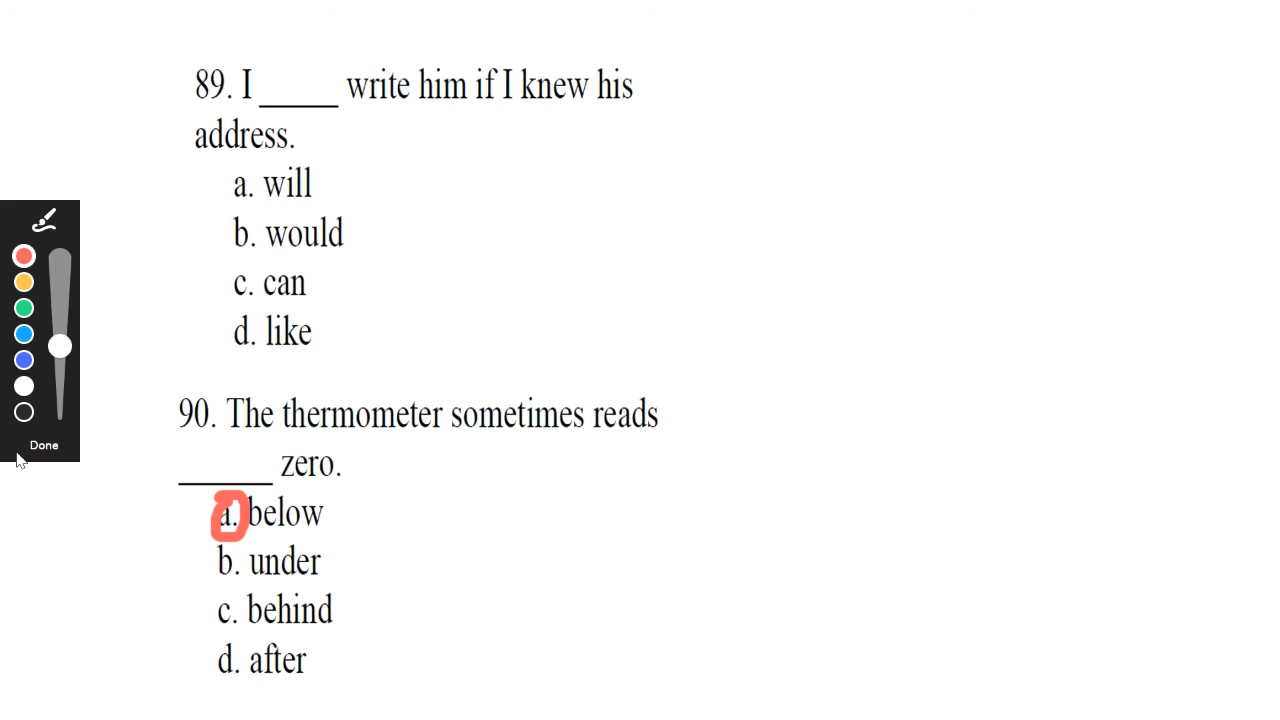 89. I _____ write him if I knew his
address.
a. will
b. would
c. can
d. like
90. The thermometer sometimes reads
______ zero.
a. below
b. under
c. behind
d. after
Done